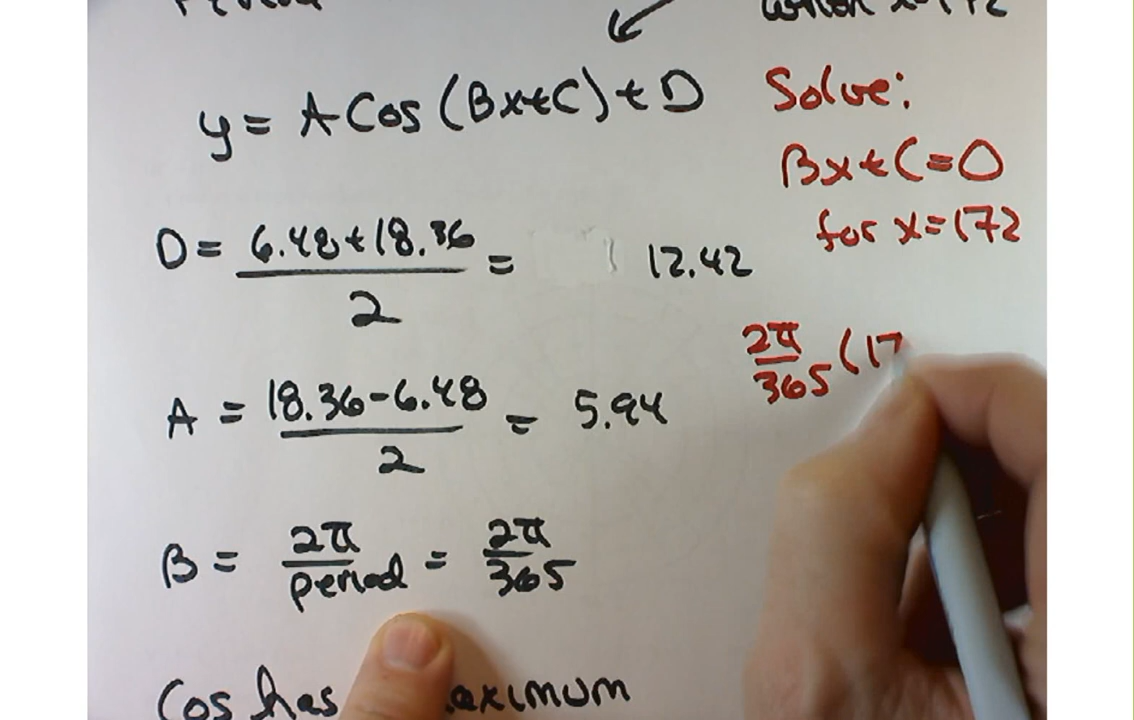 y = A Cos (Bx+C) + D
Solve:
Bx+C=0
for x=172
D = 6.48+18.36 / 2 = 12.42
2π/365 (17
A = 18.36-6.48 / 2 = 5.94
B = 2π/period = 2π/365
Cos has